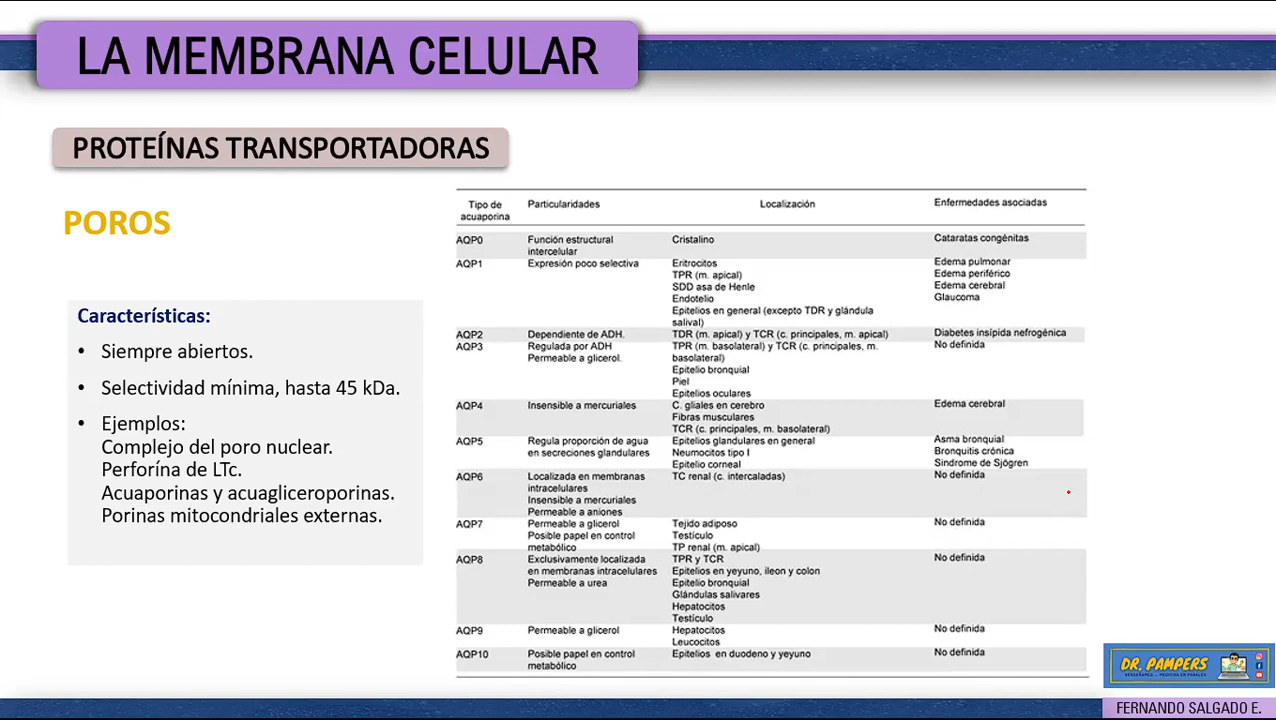 LA MEMBRANA CELULAR
PROTEÍNAS TRANSPORTADORAS
POROS
Características:
• Siempre abiertos.
• Selectividad mínima, hasta 45 kDa.
• Ejemplos:
Complejo del poro nuclear.
Perforína de LTc.
Acuaporinas y acuagliceroporinas.
Porinas mitocondriales externas.
Tipo de acuaporina Particularidades Localización Enfermedades asociadas
AQP0 Función estructural Cristalino Cataratas congénitas
intercelular
AQP1 Expresión poco selectiva Eritrocitos Edema pulmonar
TPR (m. apical) Edema periférico
SDD asa de Henle Edema cerebral
Endotelio Glaucoma
Epitelios en general (excepto TDR y glándula
salival)
AQP2 Dependiente de ADH. TDR (m. apical) y TCR (c. principales, m. apical) Diabetes insípida nefrogénica
AQP3 Regulada por ADH TPR (m. basolateral) y TCR (c. principales, m. No definida
Permeable a glicerol. basolateral)
Epitelio bronquial
Piel
Epitelios oculares
AQP4 Insensible a mercuriales C. gliales en cerebro Edema cerebral
Fibras musculares
TCR (c. principales, m. basolateral)
AQP5 Regula proporción de agua Epitelios glandulares en general Asma bronquial
en secreciones glandulares Neumocitos tipo I Bronquitis crónica
Epitelio corneal Sindrome de Sjögren
AQP6 Localizada en membranas TC renal (c. intercaladas) No definida
intracelulares
Insensible a mercuriales
Permeable a aniones
AQP7 Permeable a glicerol Tejido adiposo No definida
Posible papel en control Testículo
metabólico TP renal (m. apical)
AQP8 Exclusivamente localizada TPR y TCR No definida
en membranas intracelulares Epitelios en yeyuno, ileon y colon
Permeable a urea Epitelio bronquial
Glándulas salivares
Hepatocitos
Testículo
AQP9 Permeable a glicerol Hepatocitos No definida
Leucocitos
AQP10 Posible papel en control Epitelios en duodeno y yeyuno No definida
metabólico
DR. PAMPERS
FERNANDO SALGADO E.